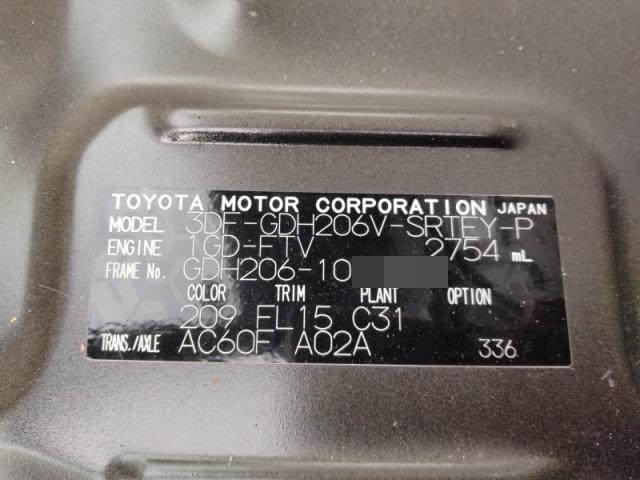 TOYOTA MOTOR CORPORATION JAPAN
MODEL 3DF-GDH206V-SRTEY-P
ENGINE 1GD-FTV 2754 mL
FRAME No. GDH206-10
COLOR TRIM PLANT OPTION
209 FL15 C31
TRANS./AXLE AC60F A02A 336